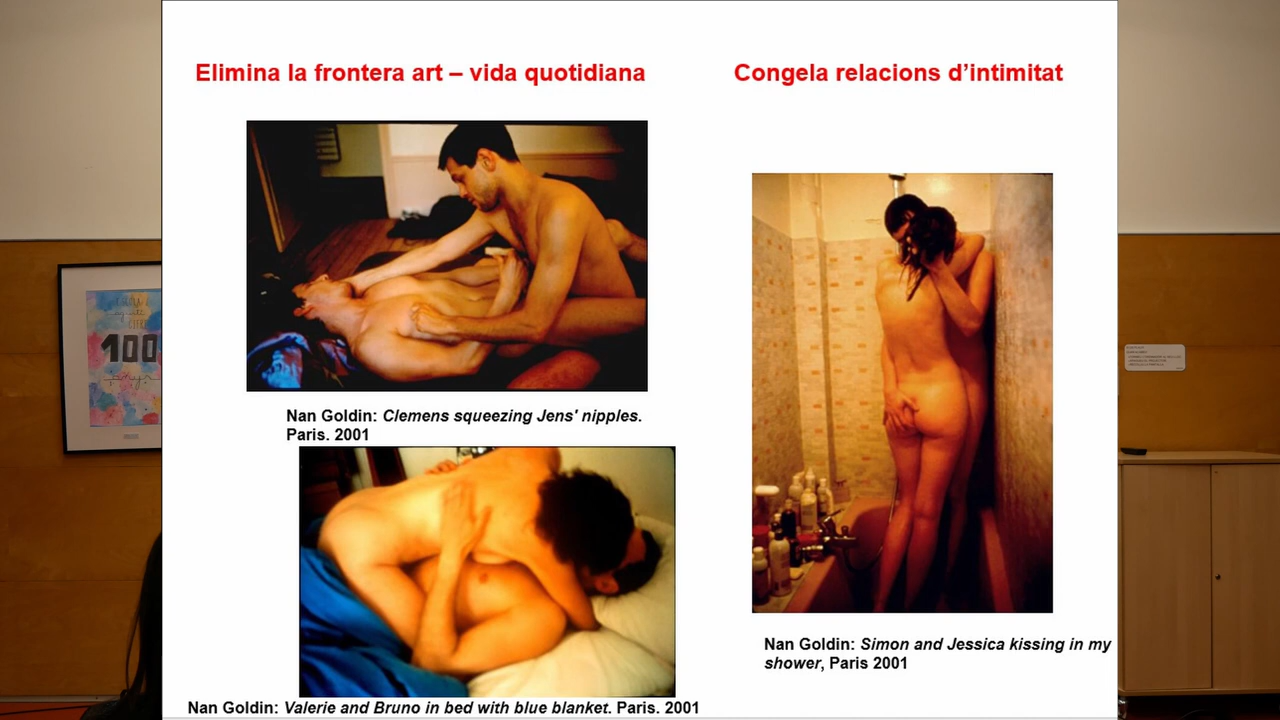 Elimina la frontera art – vida quotidiana
Congela relacions d'intimitat
Nan Goldin: Clemens squeezing Jens' nipples.
Paris. 2001
Nan Goldin: Simon and Jessica kissing in my
shower, Paris 2001
Nan Goldin: Valerie and Bruno in bed with blue blanket. Paris. 2001
100